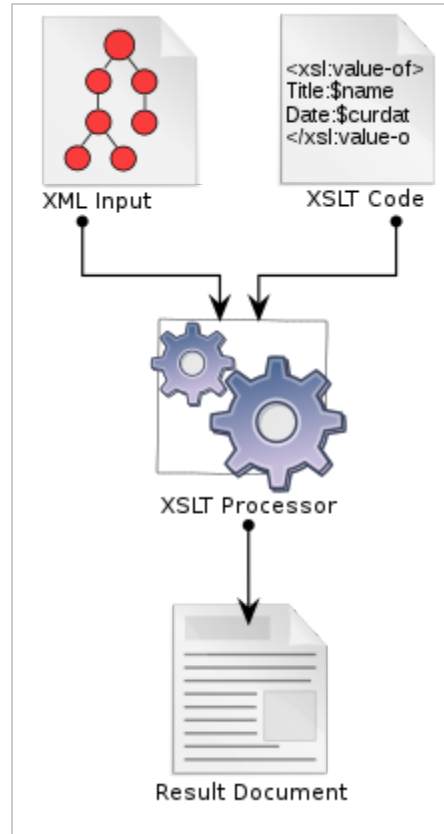 <xsl:value-of>
Title:$name
Date:$curdat
</xsl:value-o
XML Input
XSLT Code
XSLT Processor
Result Document